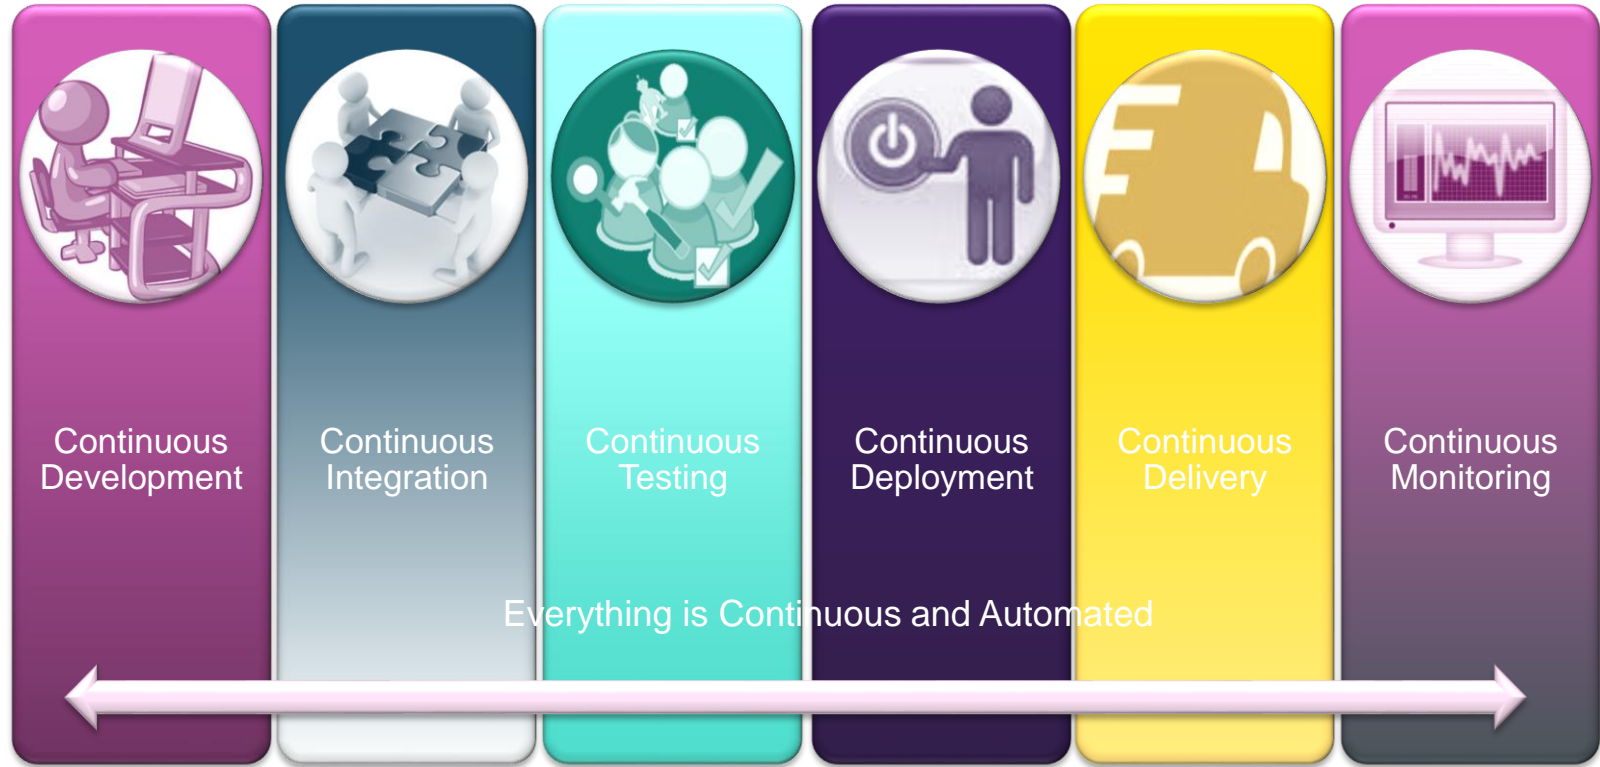 Continuous
Development
Continuous
Integration
Continuous
Testing
Continuous
Deployment
Continuous
Delivery
Continuous
Monitoring
Everything is Continuous and Automated